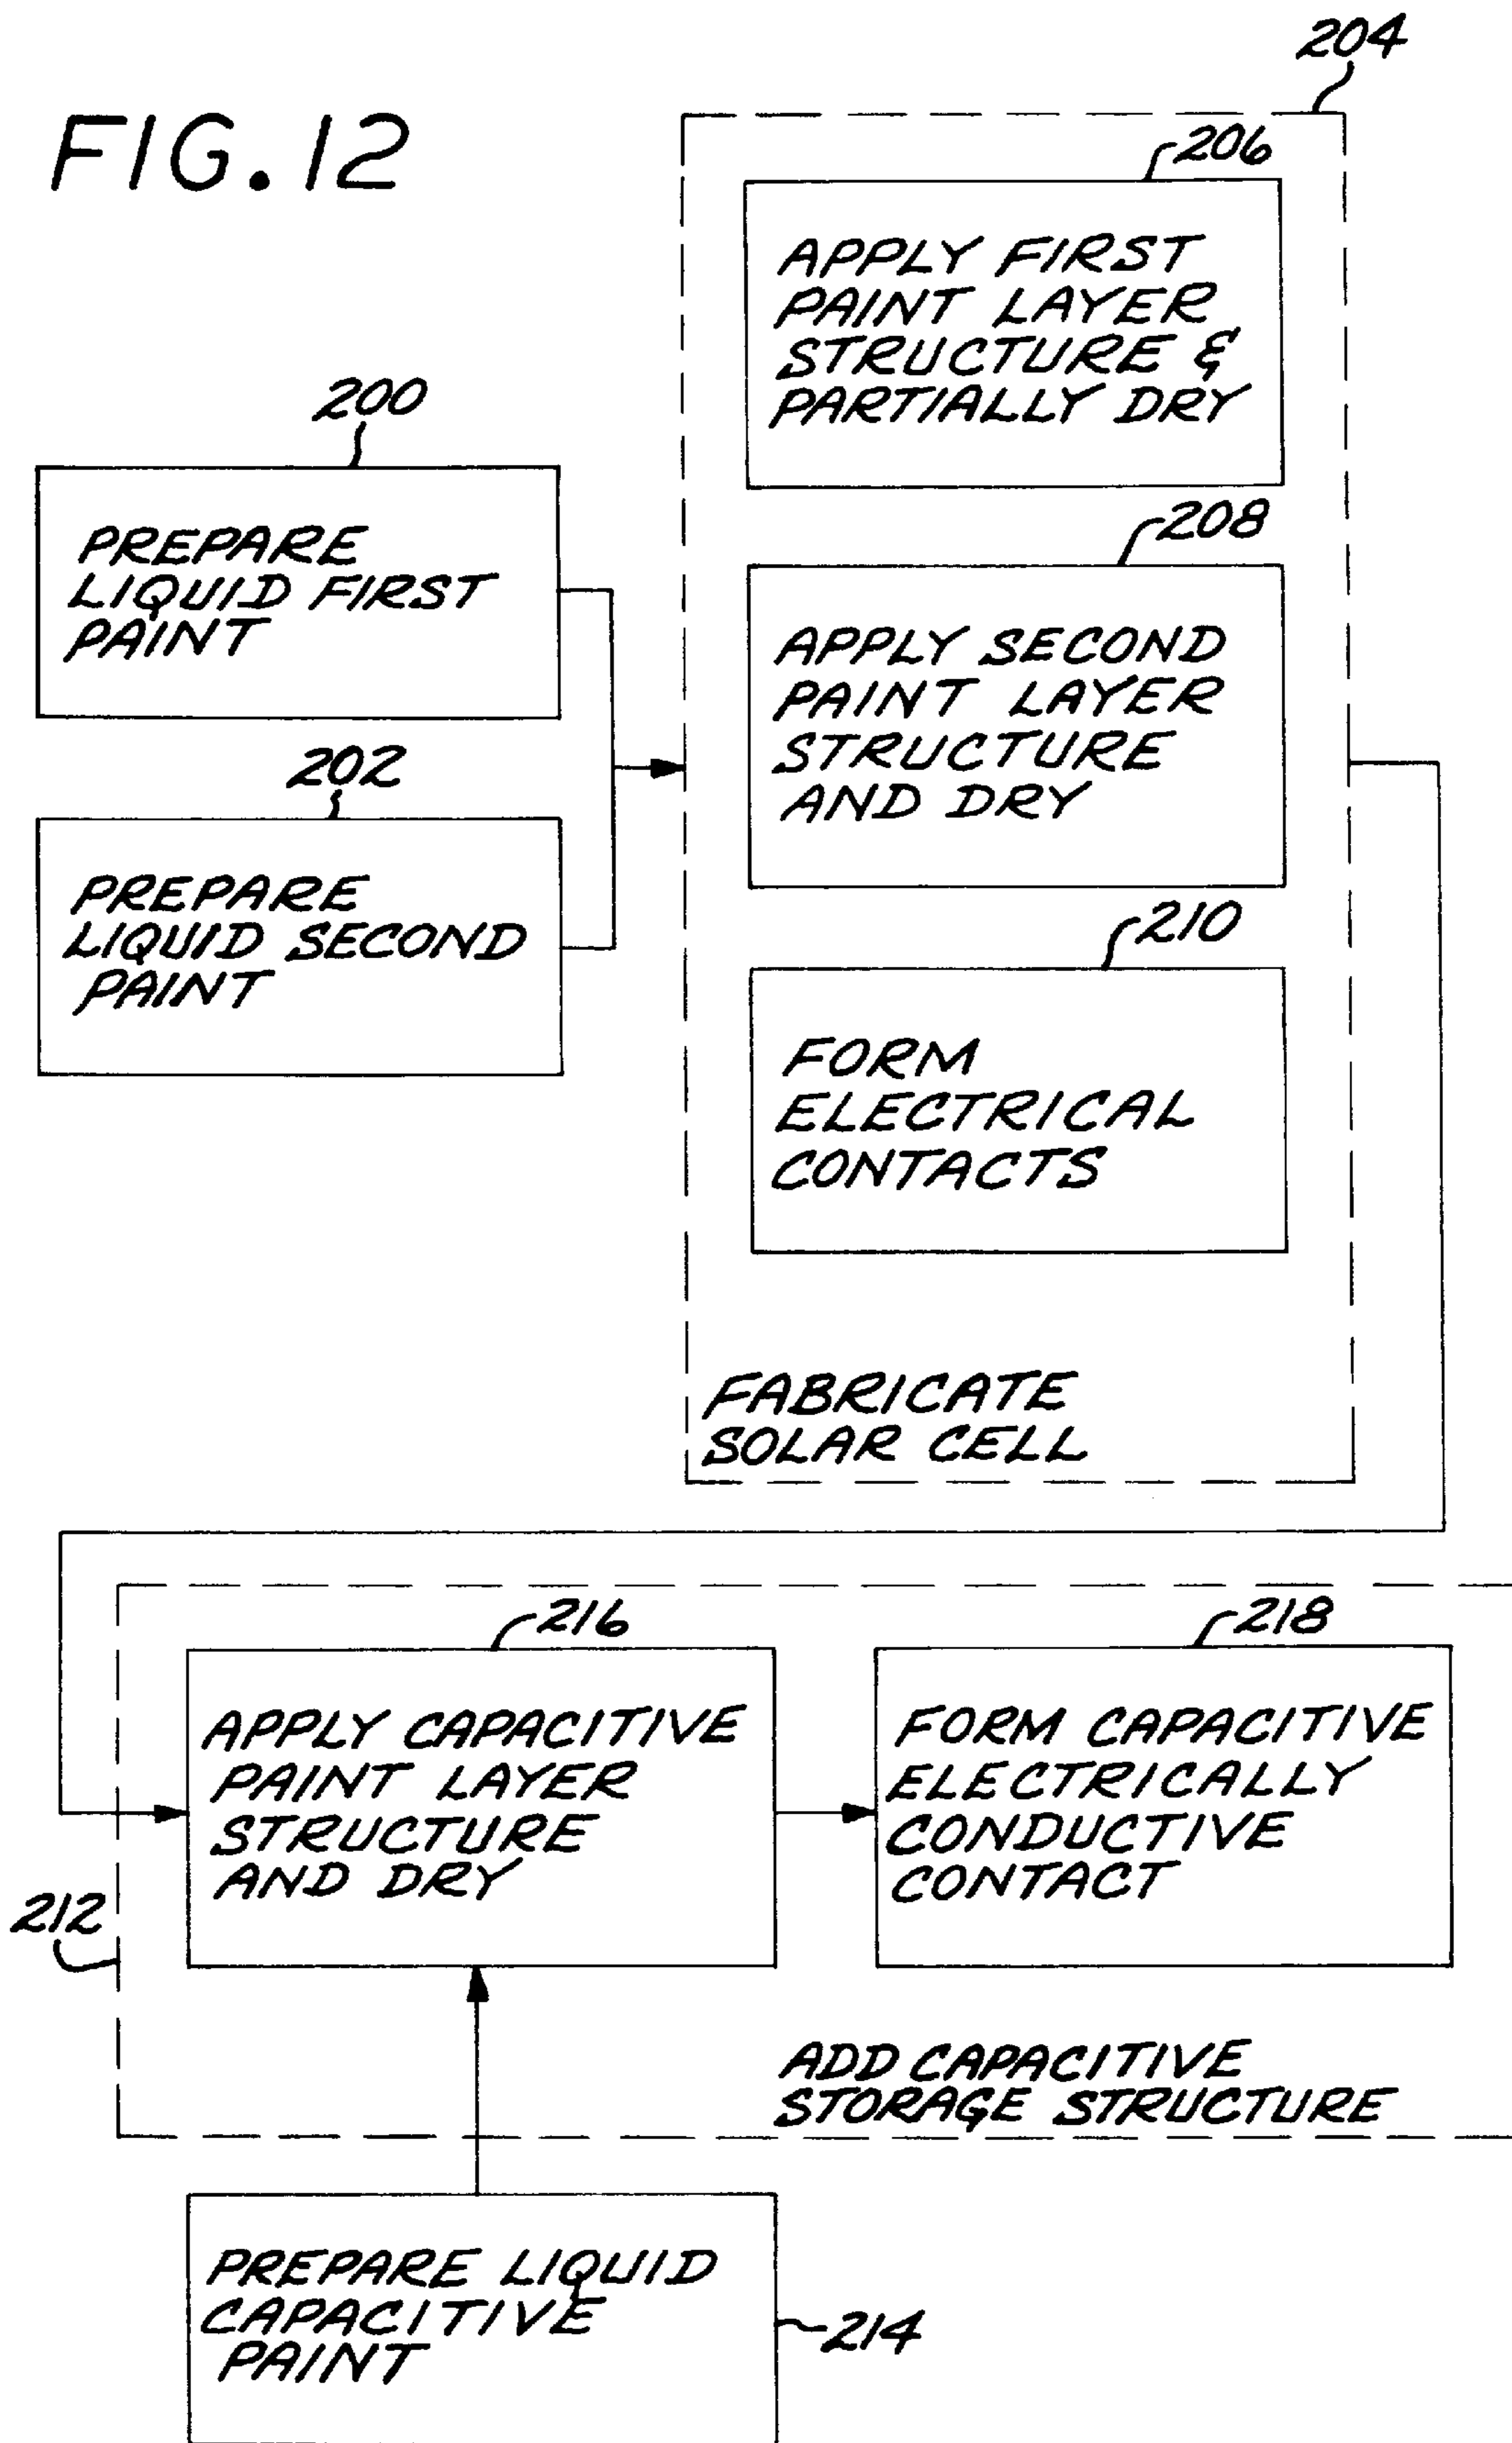 FIG. 12
204
206
APPLY FIRST
PAINT LAYER
STRUCTURE &
PARTIALLY DRY
200
PREPARE
LIQUID FIRST
PAINT
208
APPLY SECOND
PAINT LAYER
STRUCTURE
AND DRY
202
PREPARE
LIQUID SECOND
PAINT
210
FORM
ELECTRICAL
CONTACTS
FABRICATE
SOLAR CELL
216
APPLY CAPACITIVE
PAINT LAYER
STRUCTURE
AND DRY
218
FORM CAPACITIVE
ELECTRICALLY
CONDUCTIVE
CONTACT
212
ADD CAPACITIVE
STORAGE STRUCTURE
PREPARE LIQUID
CAPACITIVE
PAINT
214